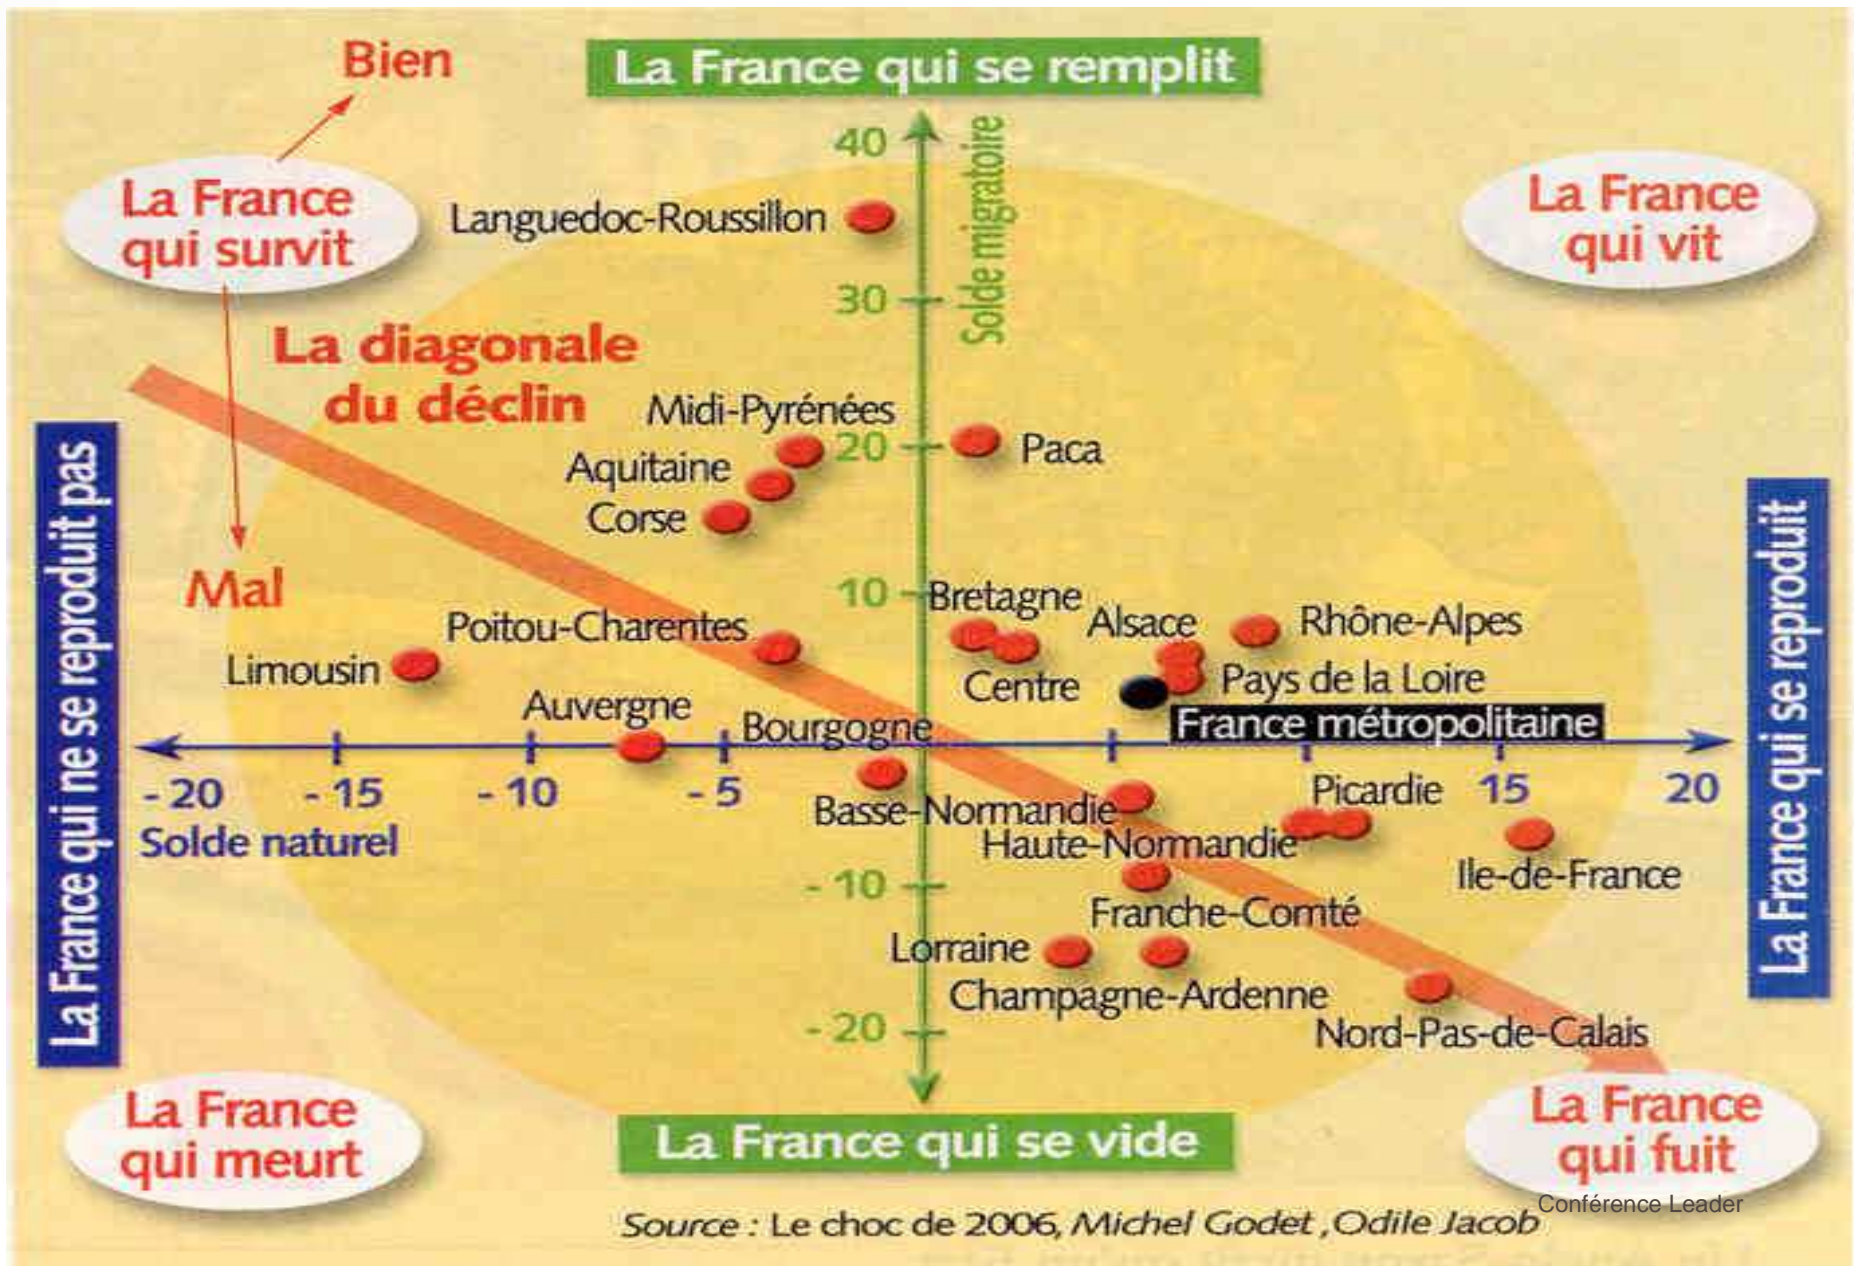 Bien
La France qui se remplit
40
Solde migratoire
La France
qui survit
La France
qui vit
Languedoc-Roussillon
30
La diagonale
du déclin
Midi-Pyrénées
20
Paca
Aquitaine
Corse
La France qui ne se reproduit pas
La France qui se reproduit
Mal
10
Bretagne
Alsace
Rhône-Alpes
Poitou-Charentes
Limousin
Centre
Pays de la Loire
Auvergne
Bourgogne
France métropolitaine
- 20
- 15
- 10
- 5
Picardie
15
20
Basse-Normandie
Solde naturel
Haute-Normandie
- 10
Ile-de-France
Franche-Comté
Lorraine
Champagne-Ardenne
- 20
Nord-Pas-de-Calais
La France
qui meurt
La France qui se vide
La France
qui fuit
Conférence Leader
Source : Le choc de 2006, Michel Godet ,Odile Jacob